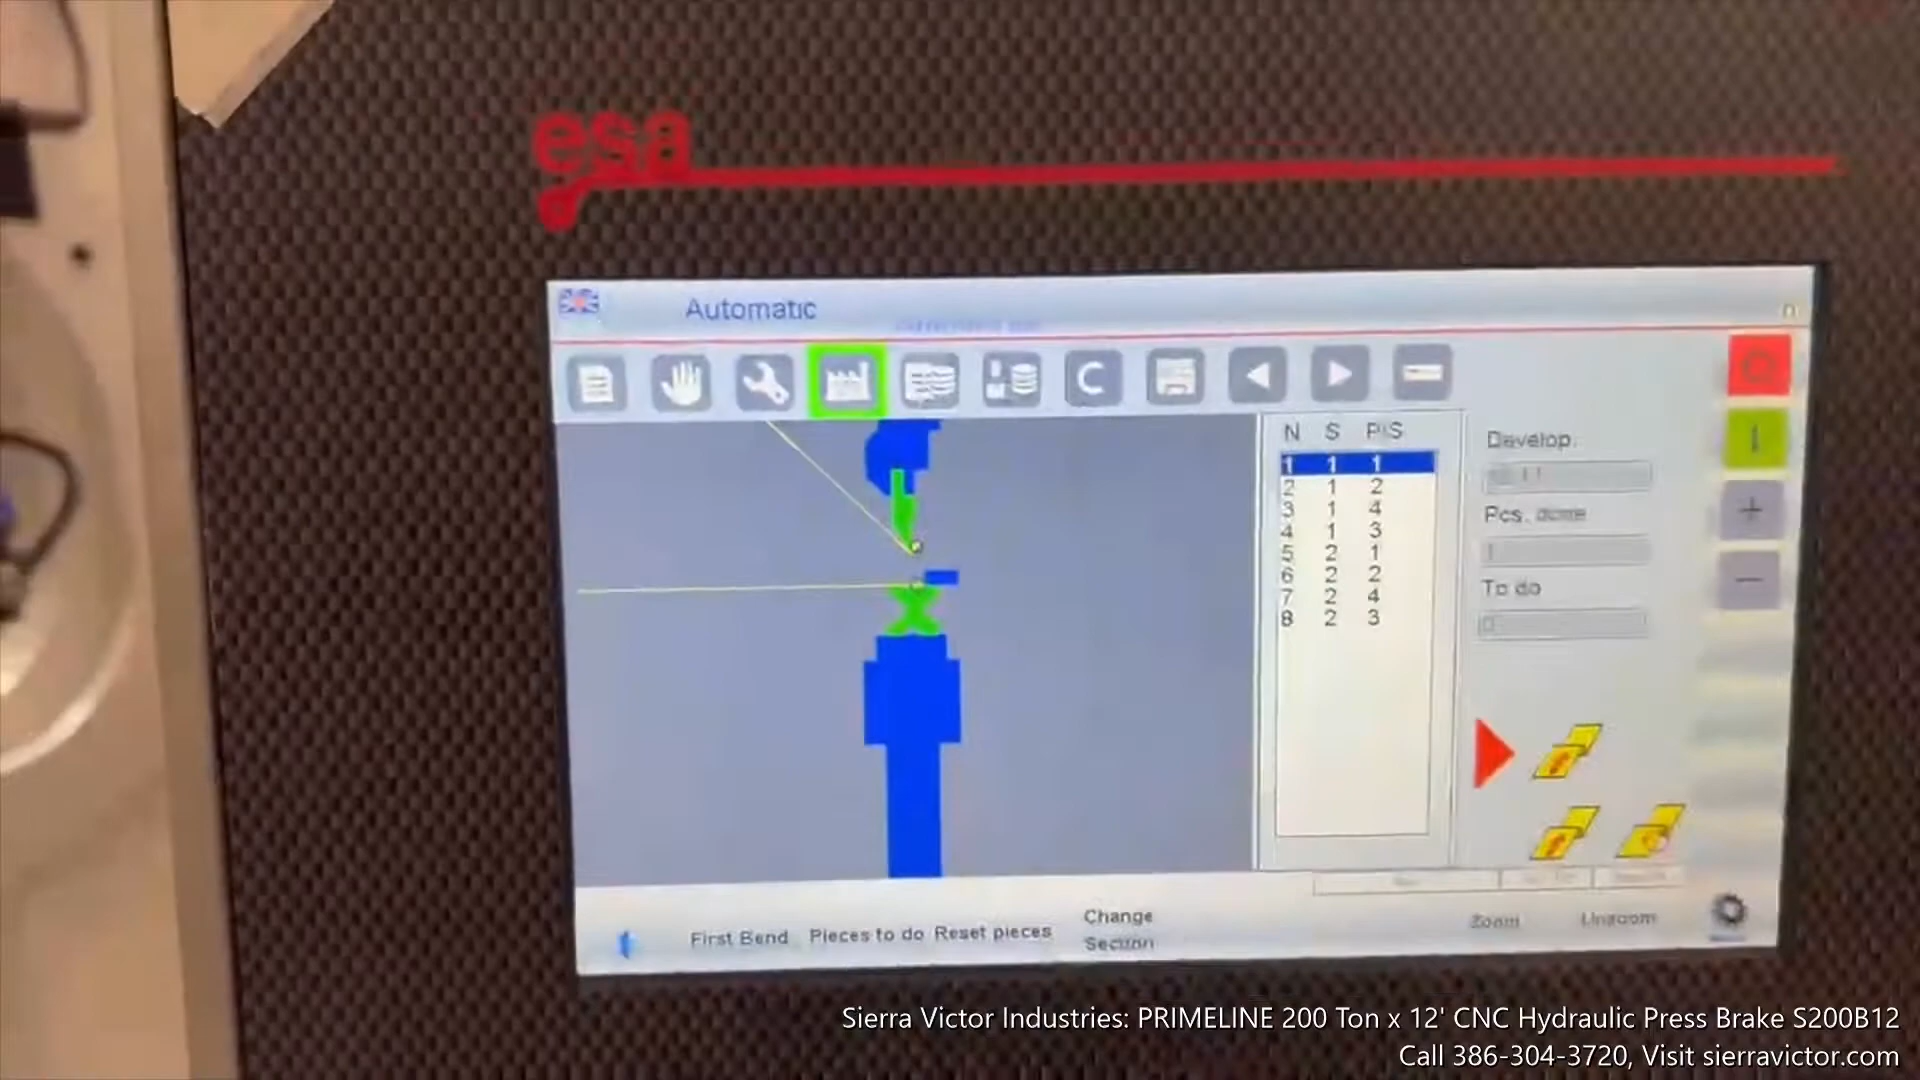 esa
Automatic
C
N S P\S
1 1 1
2 1 2
3 1 4
4 1 3
5 2 1
6 2 2
7 2 4
8 2 3
Develop.
Pcs. done
1
To do
0
First Bend
Pieces to do
Reset pieces
Change
Section
Zoom
Unzoom
Sierra Victor Industries: PRIMELINE 200 Ton x 12' CNC Hydraulic Press Brake S200B12
Call 386-304-3720, Visit sierravictor.com